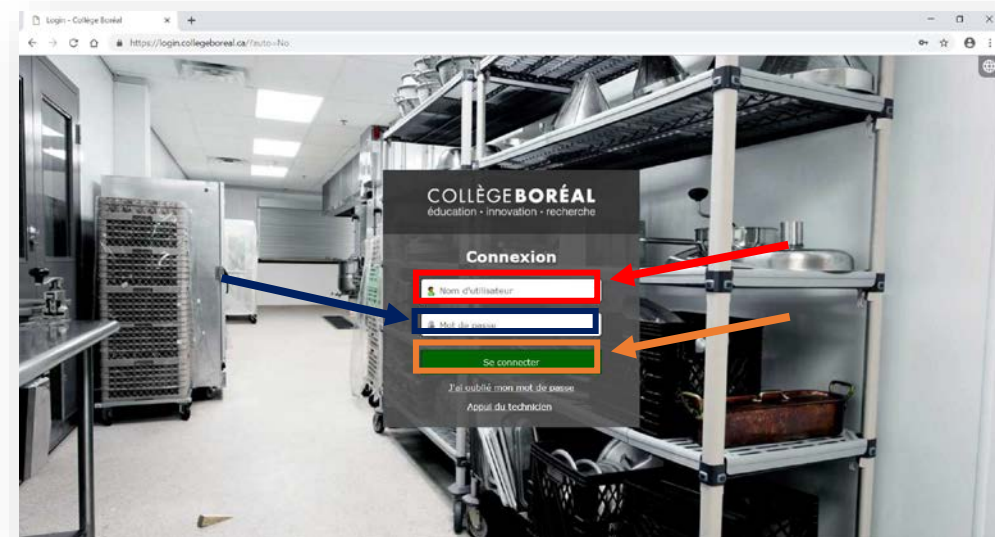 Login - Collège Boréal
https://login.collegeboreal.ca/?auto=No
COLLÈGEBORÉAL
éducation - innovation - recherche
Connexion
Nom d'utilisateur
Mot de passe
Se connecter
J'ai oublié mon mot de passe
Appui du technicien